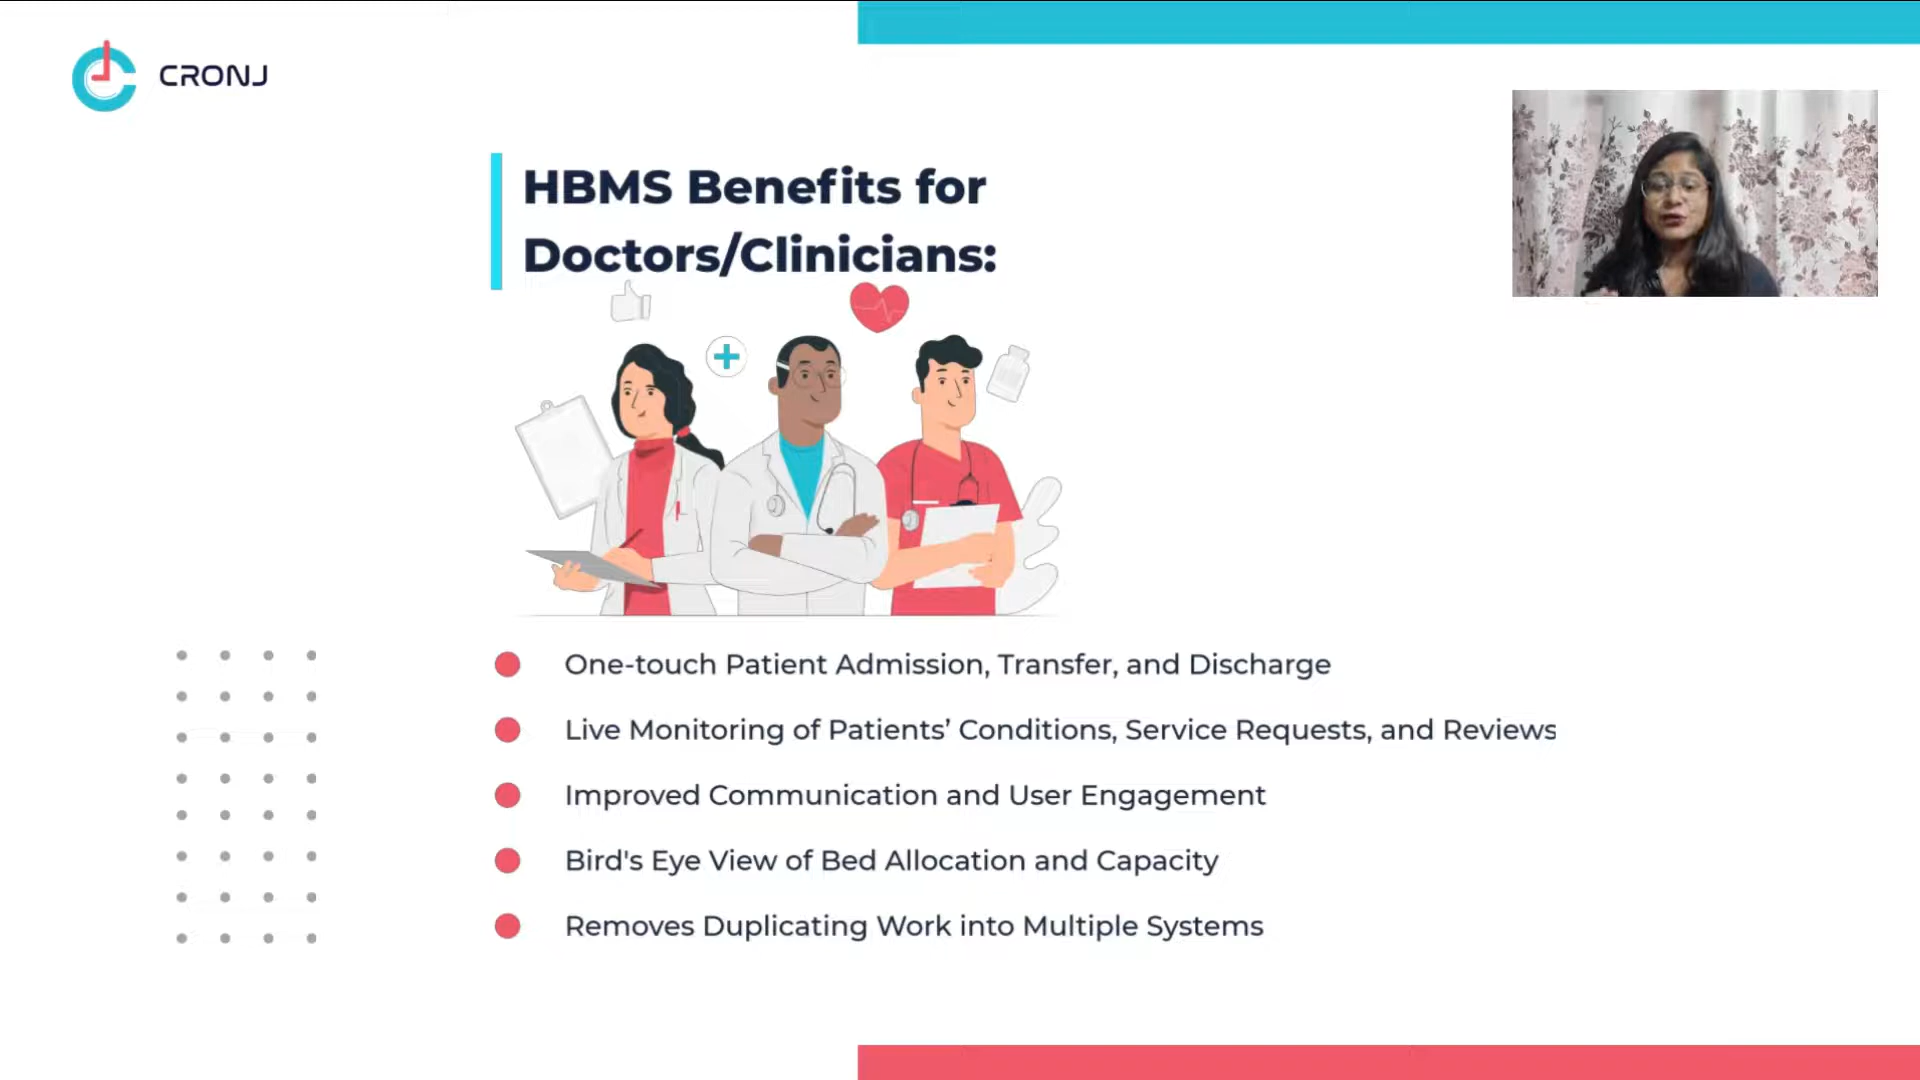 CRONJ
HBMS Benefits for
Doctors/Clinicians:
One-touch Patient Admission, Transfer, and Discharge
Live Monitoring of Patients’ Conditions, Service Requests, and Reviews
Improved Communication and User Engagement
Bird's Eye View of Bed Allocation and Capacity
Removes Duplicating Work into Multiple Systems